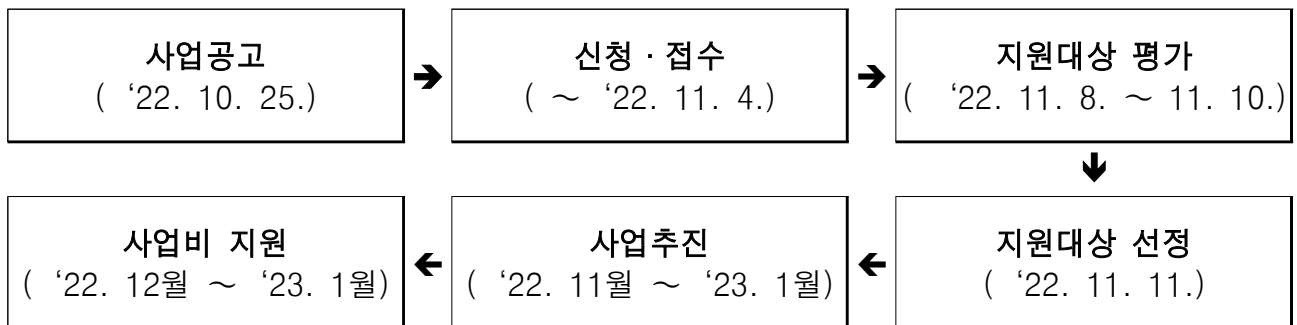 사업공고
( ‘22. 10. 25.)
신청 · 접수
( ~ ‘22. 11. 4.)
지원대상 평가
( ‘22. 11. 8. ~ 11. 10.)
지원대상 선정
( ‘22. 11. 11.)
사업추진
( ‘22. 11월 ~ ‘23. 1월)
사업비 지원
( ‘22. 12월 ~ ‘23. 1월)